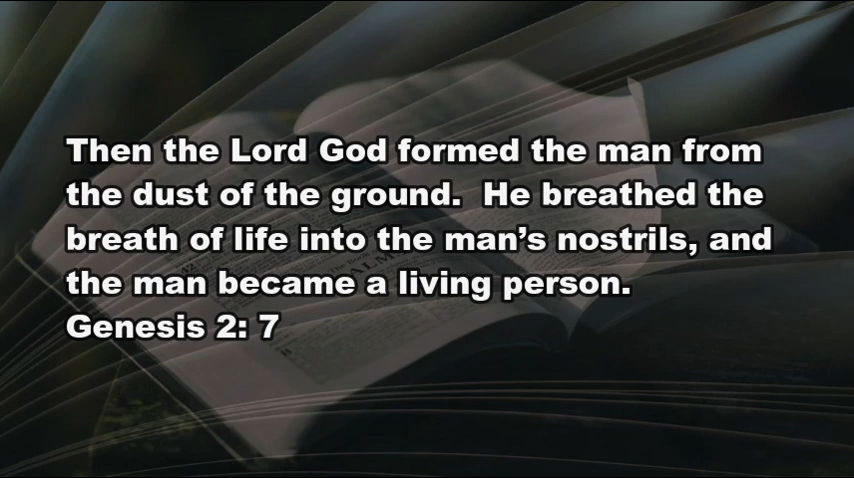 Then the Lord God formed the man from
the dust of the ground.  He breathed the
breath of life into the man’s nostrils, and
the man became a living person.
Genesis 2: 7